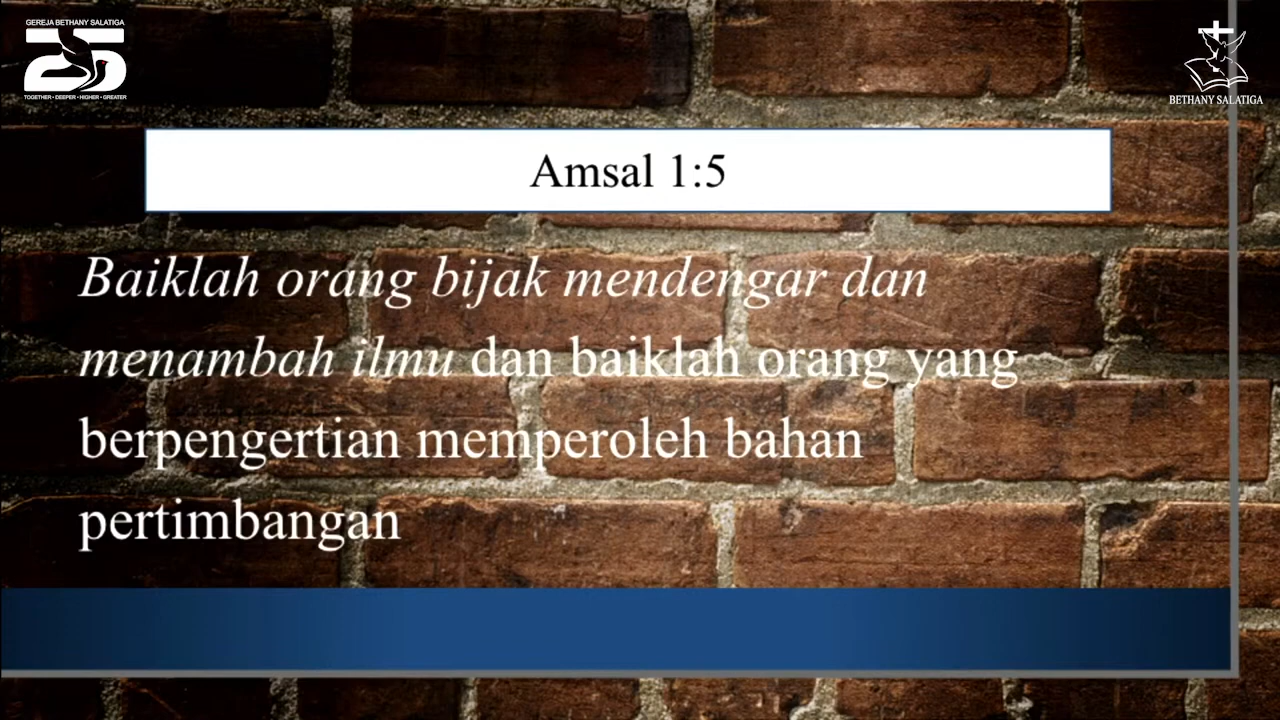 GEREJA BETHANY SALATIGA
25
TOGETHER • DEEPER • HIGHER • GREATER
BETHANY SALATIGA
Amsal 1:5
Baiklah orang bijak mendengar dan
menambah ilmu dan baiklah orang yang
berpengertian memperoleh bahan
pertimbangan